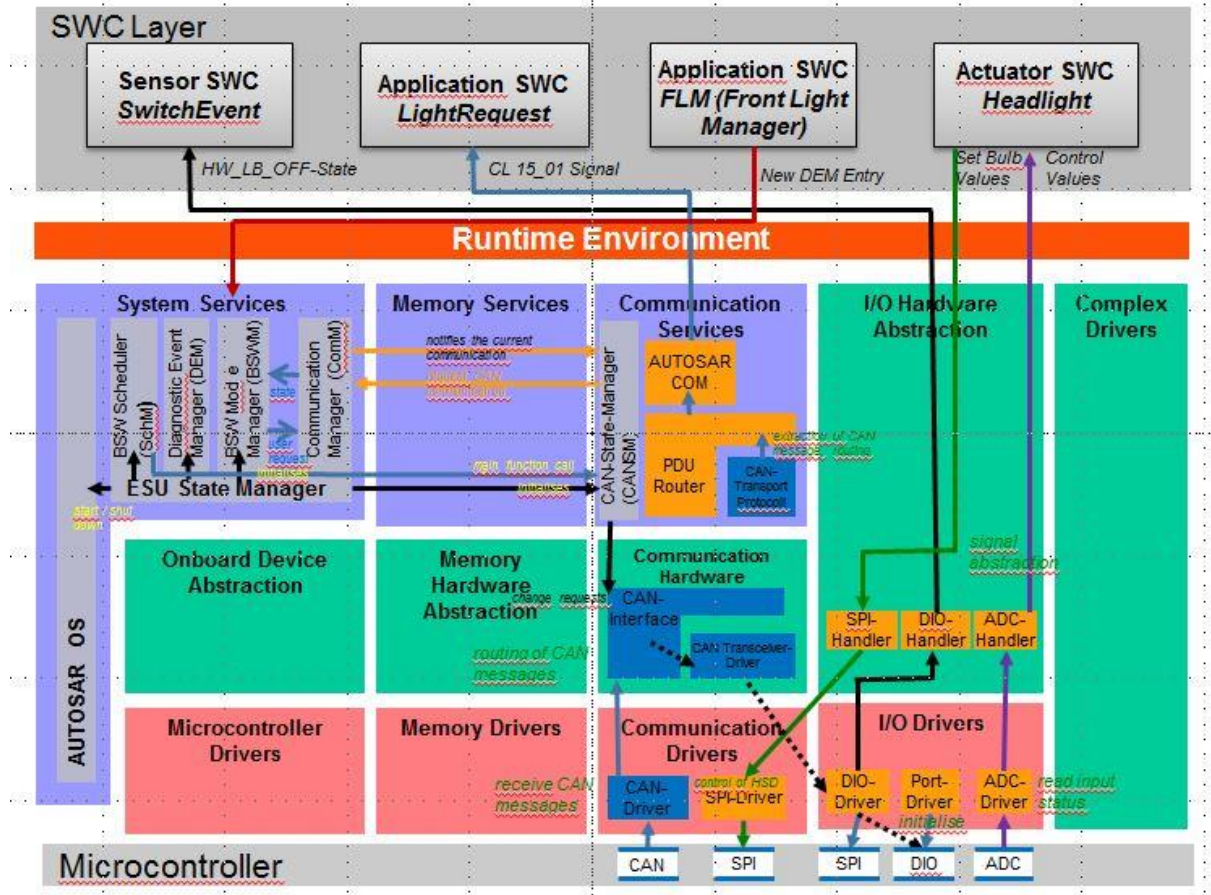 SWC Layer
Sensor SWC
SwitchEvent
Application SWC
LightRequest
Application SWC
FLM (Front Light
Manager)
Actuator SWC
Headlight
HW_LB_OFF-State
CL 15_01 Signal
New DEM Entry
Set Bulb
Values
Control
Values
Runtime Environment
System Services
Memory Services
Communication
Services
I/O Hardware
Abstraction
Complex
Drivers
BSW Scheduler
(SchM)
Diagnostic Event
Manager (DEM)
BSW Mod e
Manager (BSWM)
state
user
request
Communication
Manager (ComM)
notifies the current
communication
communication
CAN-State-Manager
(CANSM)
AUTOSAR
COM
PDU
Router
extraction of CAN
message, routing
CAN-
Transport
Protocoll
initialises
main function call
initialises
ESU State Manager
start / shut
down
AUTOSAR OS
Onboard Device
Abstraction
Memory
Hardware
Abstraction
Communication
Hardware
signal
abstraction
change requests
CAN-
Interface
CAN Transceiver-
Driver
SPI-
Handler
DIO-
Handler
ADC-
Handler
routing of CAN
messages
Microcontroller
Drivers
Memory Drivers
Communication
Drivers
I/O Drivers
receive CAN
messages
CAN-
Driver
control of HSD
SPI-Driver
DIO-
Driver
Port-
Driver
initialise
ADC-
Driver
read input
status
Microcontroller
CAN
SPI
SPI
DIO
ADC